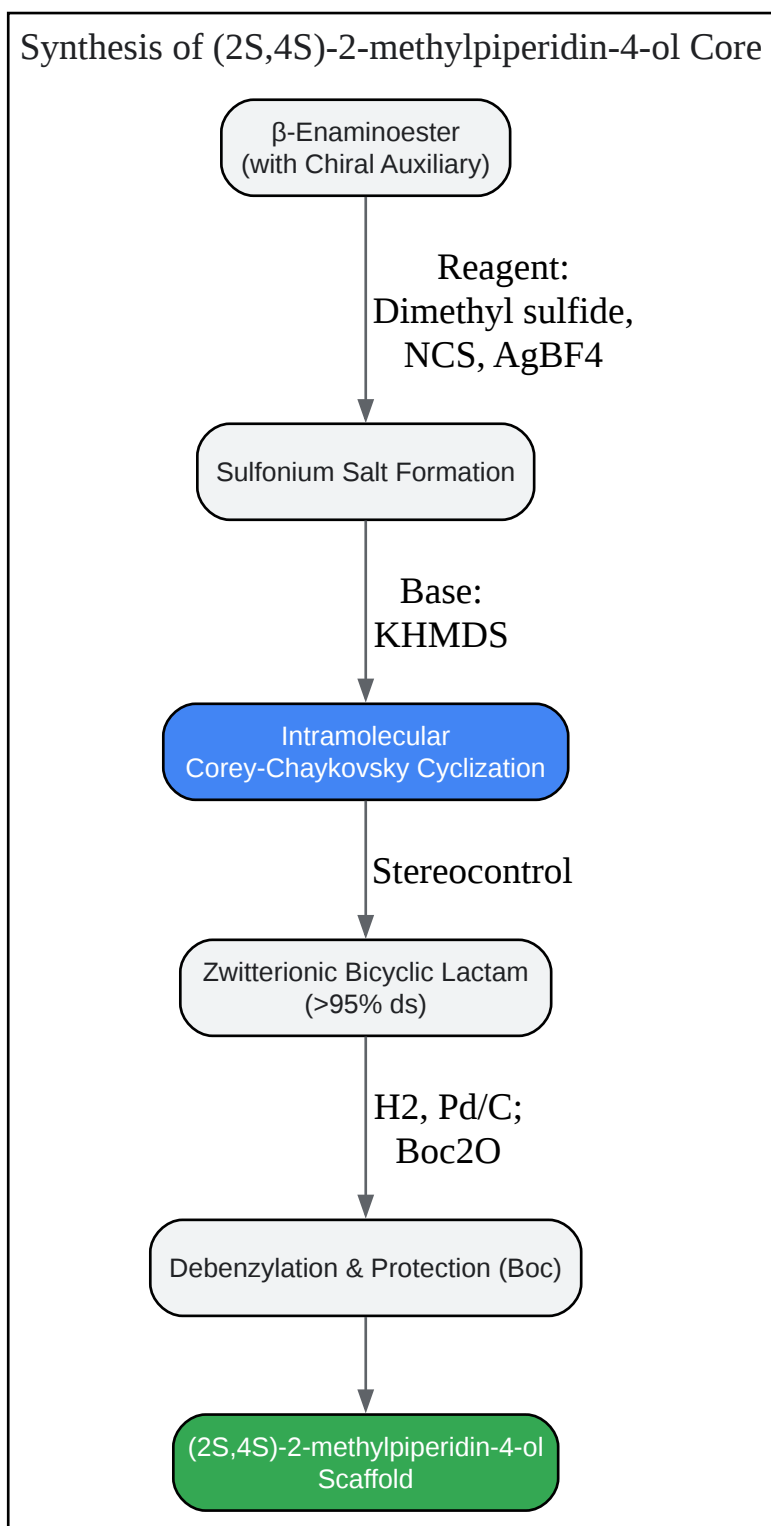 Synthesis of (2S,4S)-2-methylpiperidin-4-ol Core
β-Enaminoester
(with Chiral Auxiliary)
Reagent:
Dimethyl sulfide,
NCS, AgBF4
Sulfonium Salt Formation
Base:
KHMDS
Intramolecular
Corey-Chaykovsky Cyclization
Stereocontrol
Zwitterionic Bicyclic Lactam
(>95% ds)
H2, Pd/C;
Boc2O
Debenzylation & Protection (Boc)
(2S,4S)-2-methylpiperidin-4-ol
Scaffold